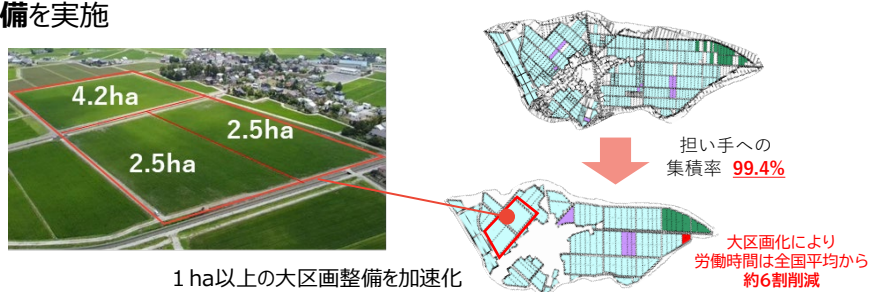 備を実施
4.2ha
2.5ha
2.5ha
担い手への
集積率 99.4%
大区画化により
労働時間は全国平均から
約6割削減
1ha以上の大区画整備を加速化